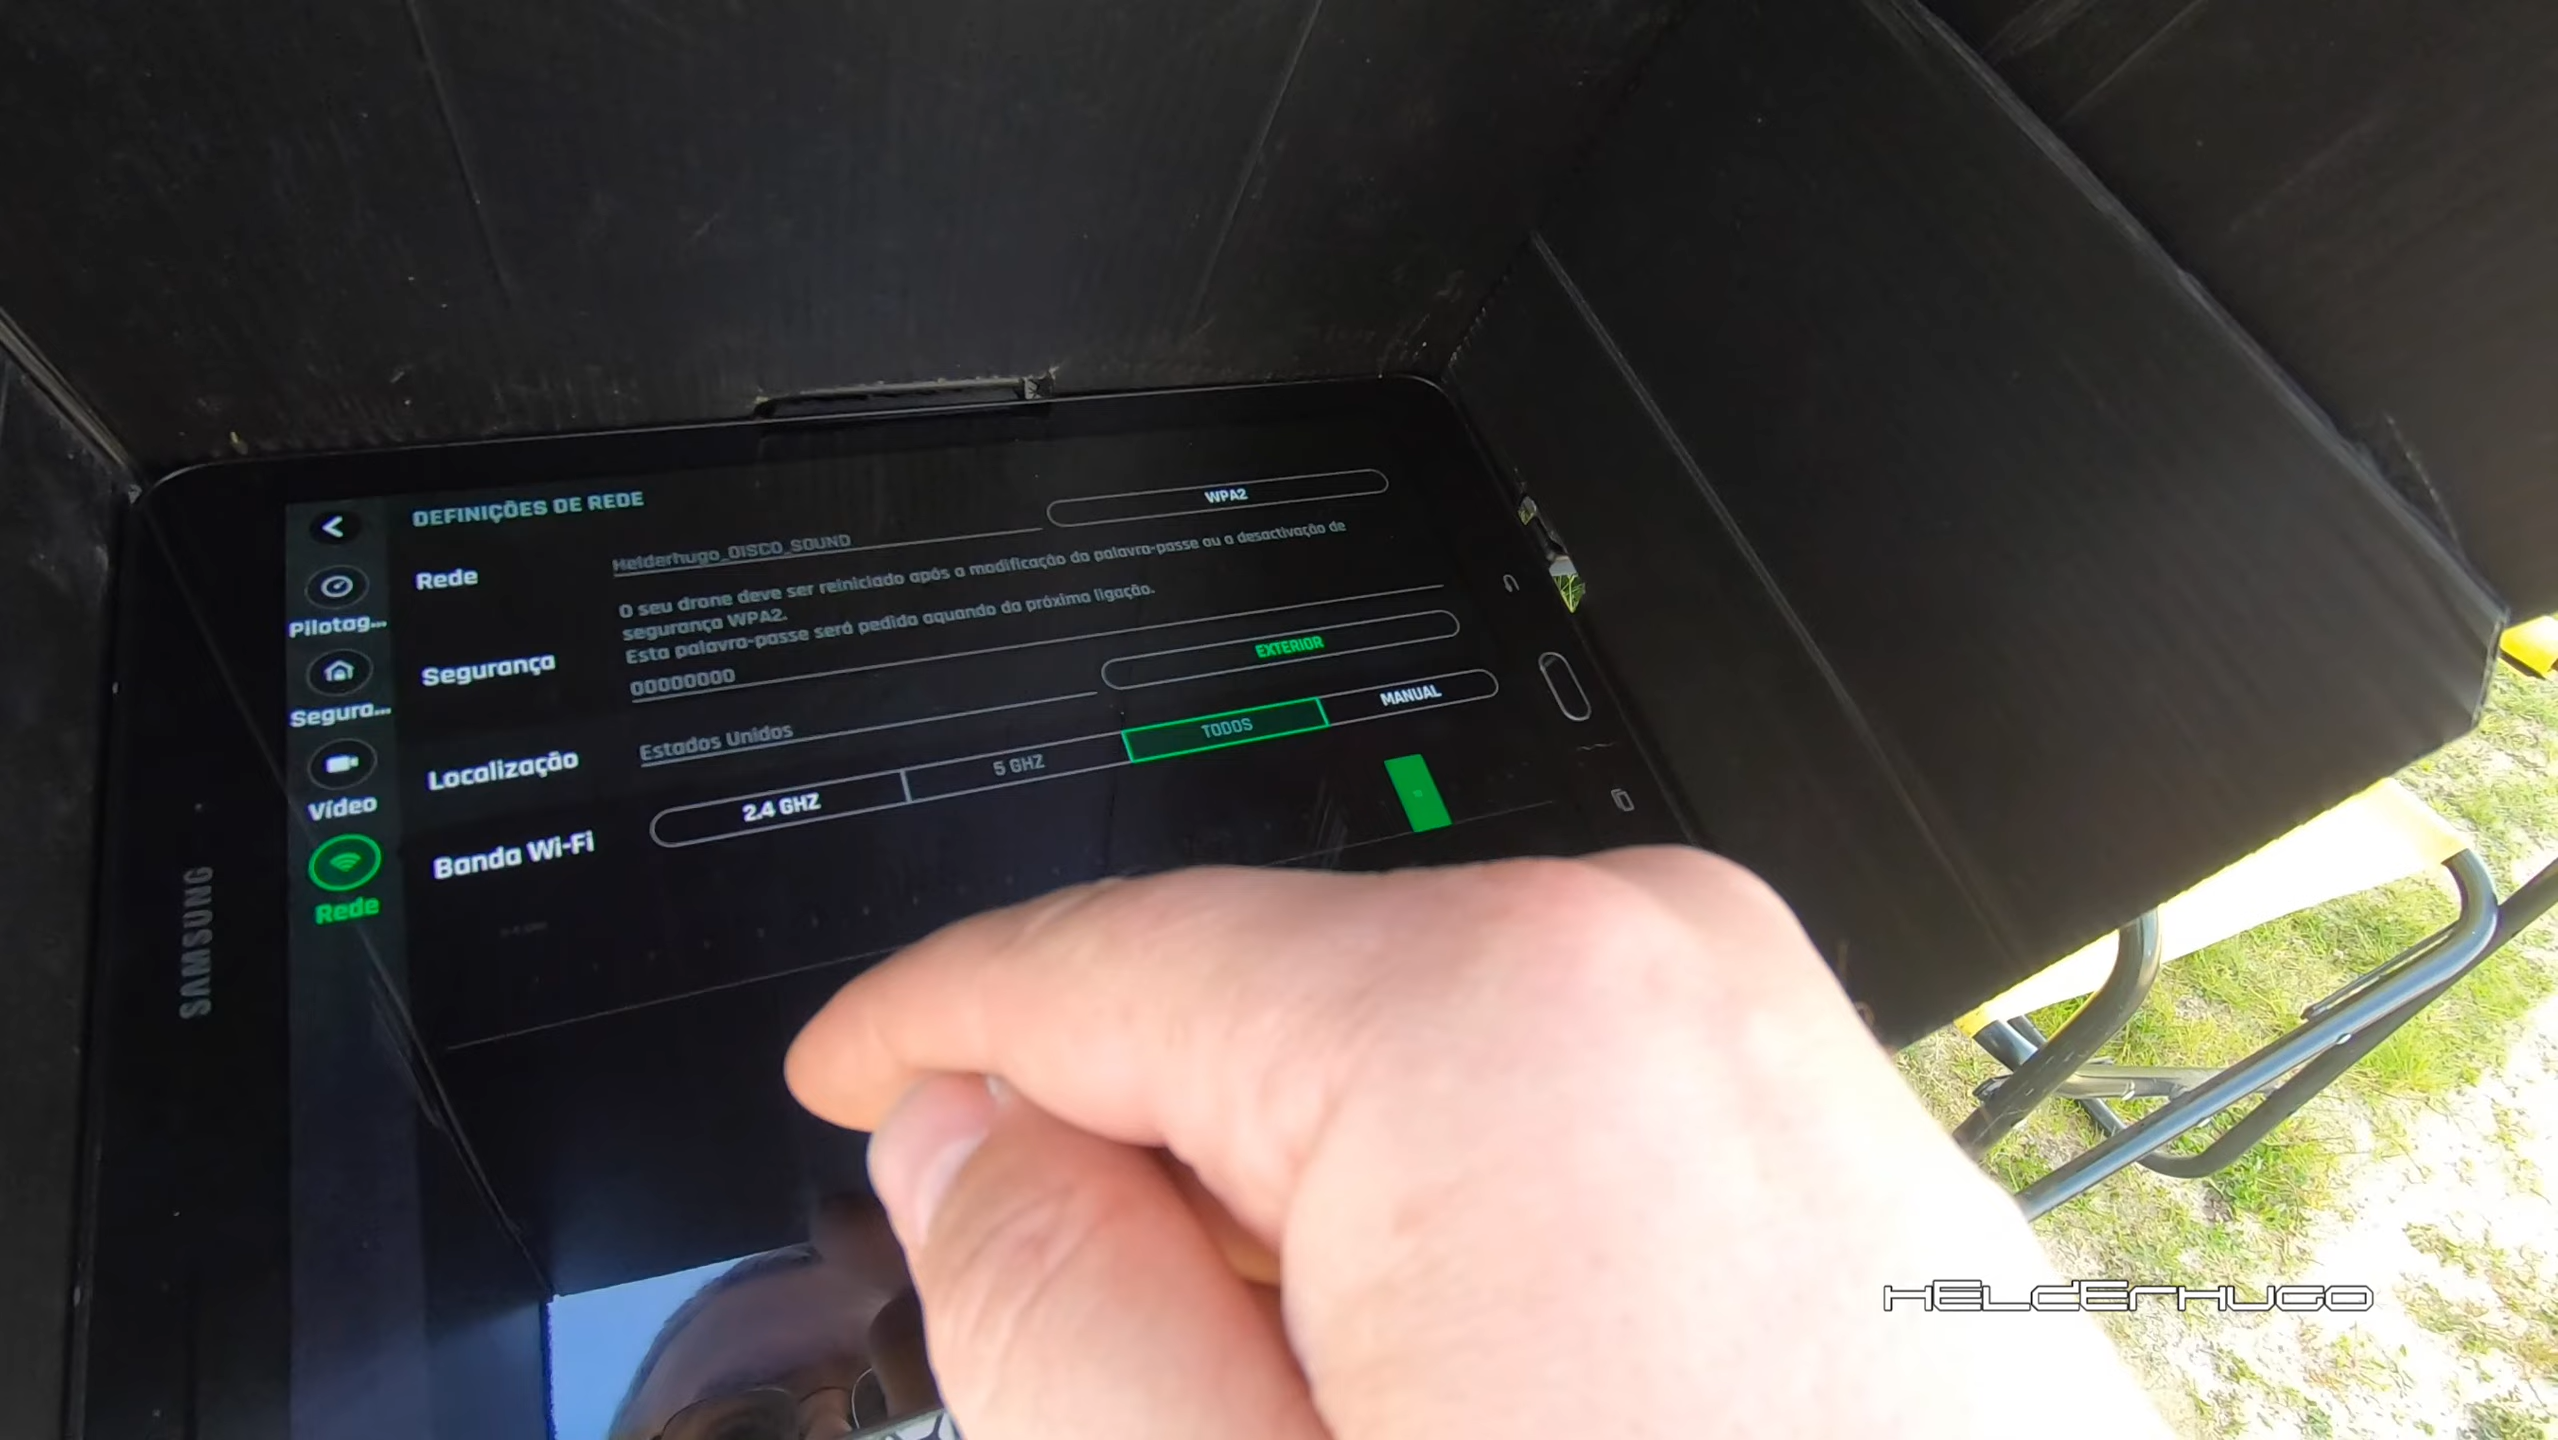 DEFINIÇÕES DE REDE
Rede
Helderhugo_DISCO_SOUND
WPA2
O seu drone deve ser reiniciado após a modificação da palavra-passe ou a desactivação de
segurança WPA2.
Esta palavra-passe será pedida aquando da próxima ligação.
Segurança
00000000
Localização
Estados Unidos
EXTERIOR
Banda Wi-Fi
2.4 GHZ
5 GHZ
TODOS
MANUAL
Pilotag...
Segura...
Vídeo
Rede
SAMSUNG
HELDERHUGO